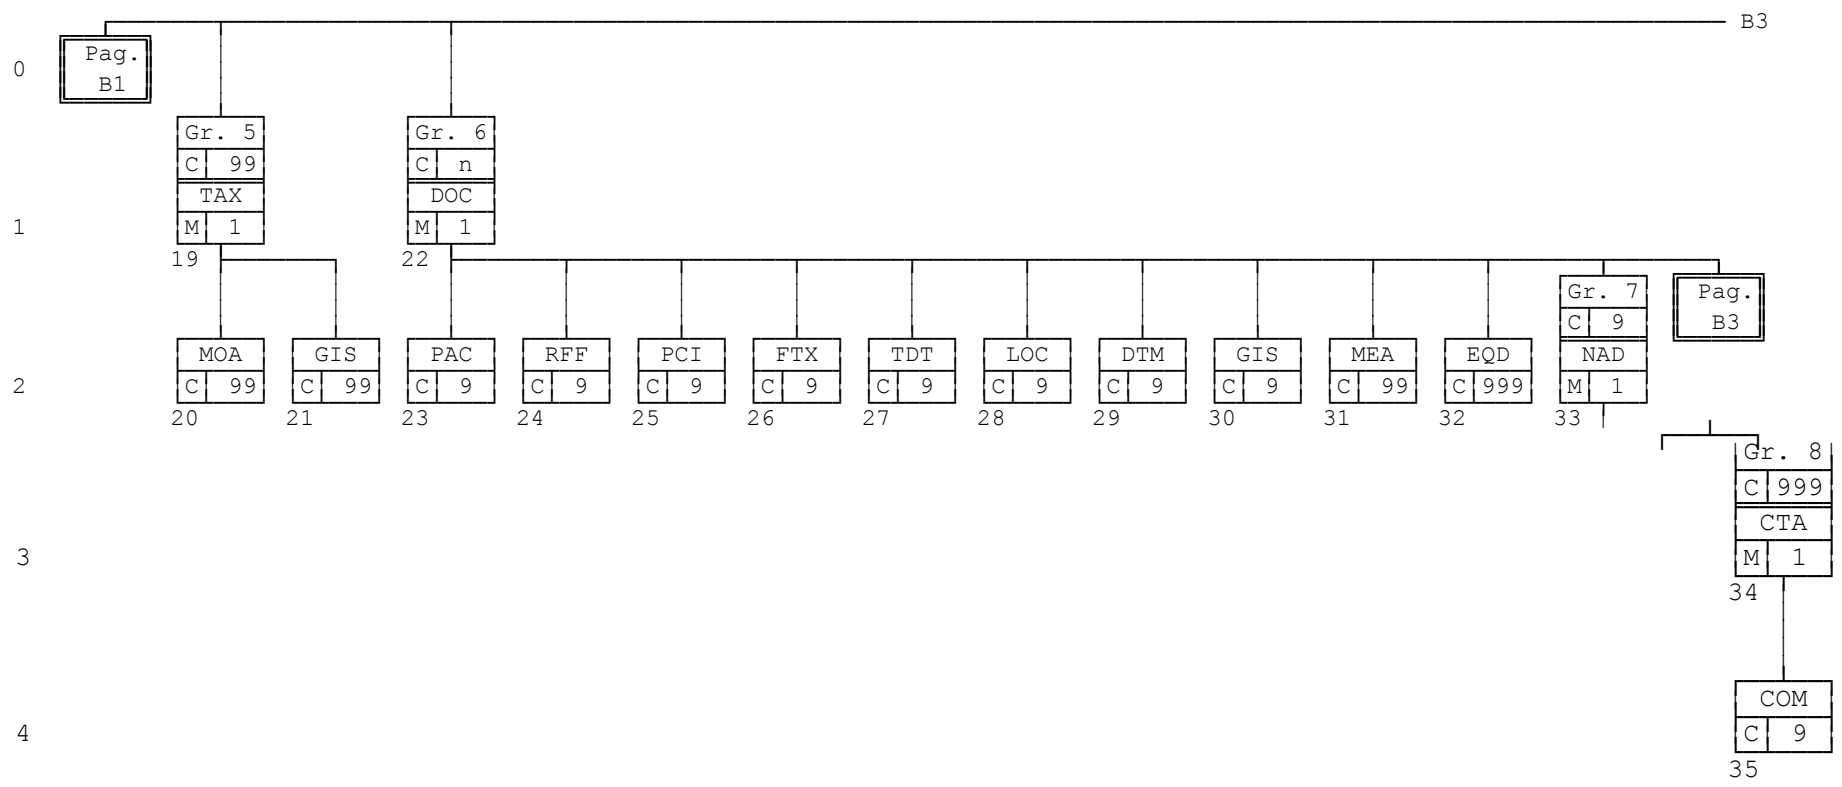 B3
Pag.
B1
0
Gr. 5 Gr. 6
C 99 C n
TAX DOC
1 M 1 M 1
19 22
Gr. 7 Pag.
C 9 B3
MOA GIS PAC RFF PCI FTX TDT LOC DTM GIS MEA EQD NAD
2 C 99 C 99 C 9 C 9 C 9 C 9 C 9 C 9 C 9 C 9 C 99 C 999 M 1
20 21 23 24 25 26 27 28 29 30 31 32 33
Gr. 8
C 999
CTA
3 M 1
34
COM
4 C 9
35